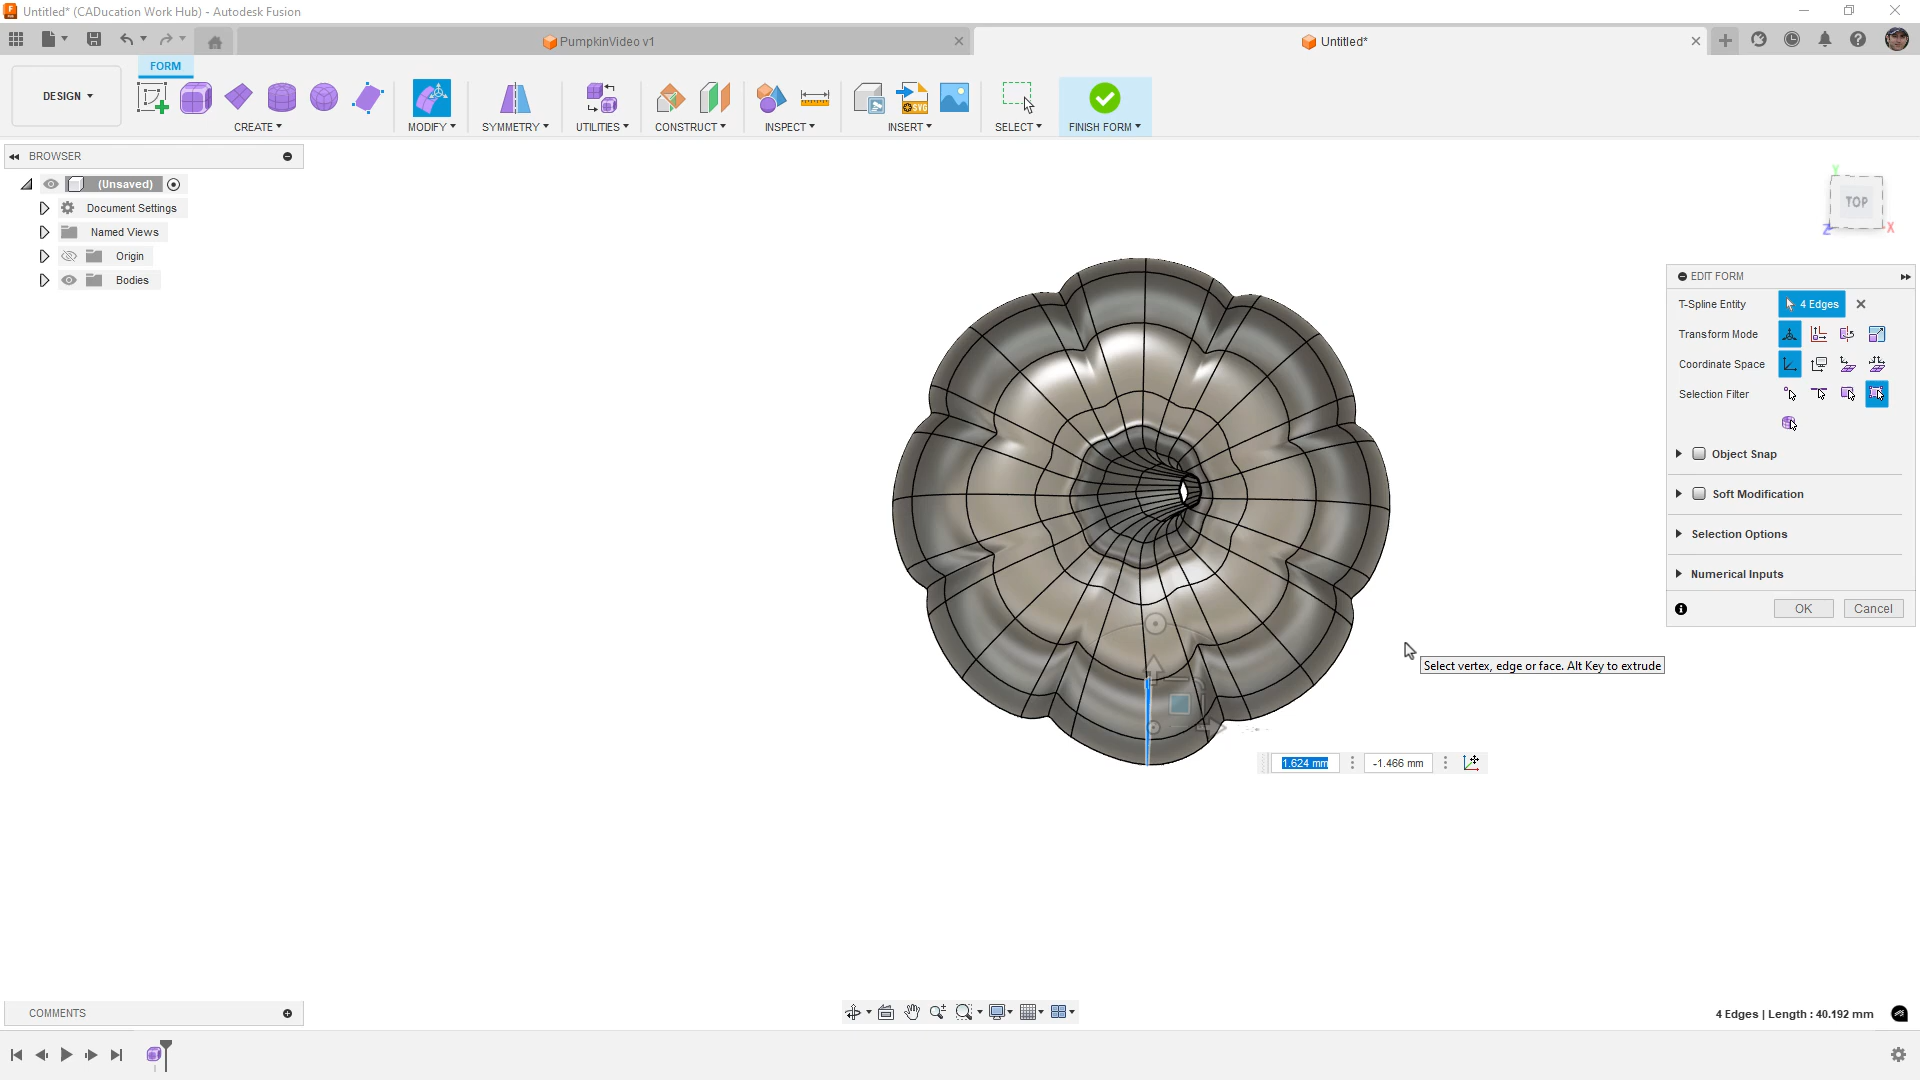 Untitled* (CADucation Work Hub) - Autodesk Fusion
PumpkinVideo v1
Untitled*
FORM
DESIGN
CREATE
MODIFY
SYMMETRY
UTILITIES
CONSTRUCT
INSPECT
INSERT
SELECT
FINISH FORM
BROWSER
(Unsaved)
Document Settings
Named Views
Origin
Bodies
Y
TOP
Z
X
EDIT FORM
T-Spline Entity
4 Edges
Transform Mode
Coordinate Space
Selection Filter
Object Snap
Soft Modification
Selection Options
Numerical Inputs
OK
Cancel
Select vertex, edge or face. Alt Key to extrude
1.624 mm
-1.466 mm
COMMENTS
4 Edges | Length : 40.192 mm